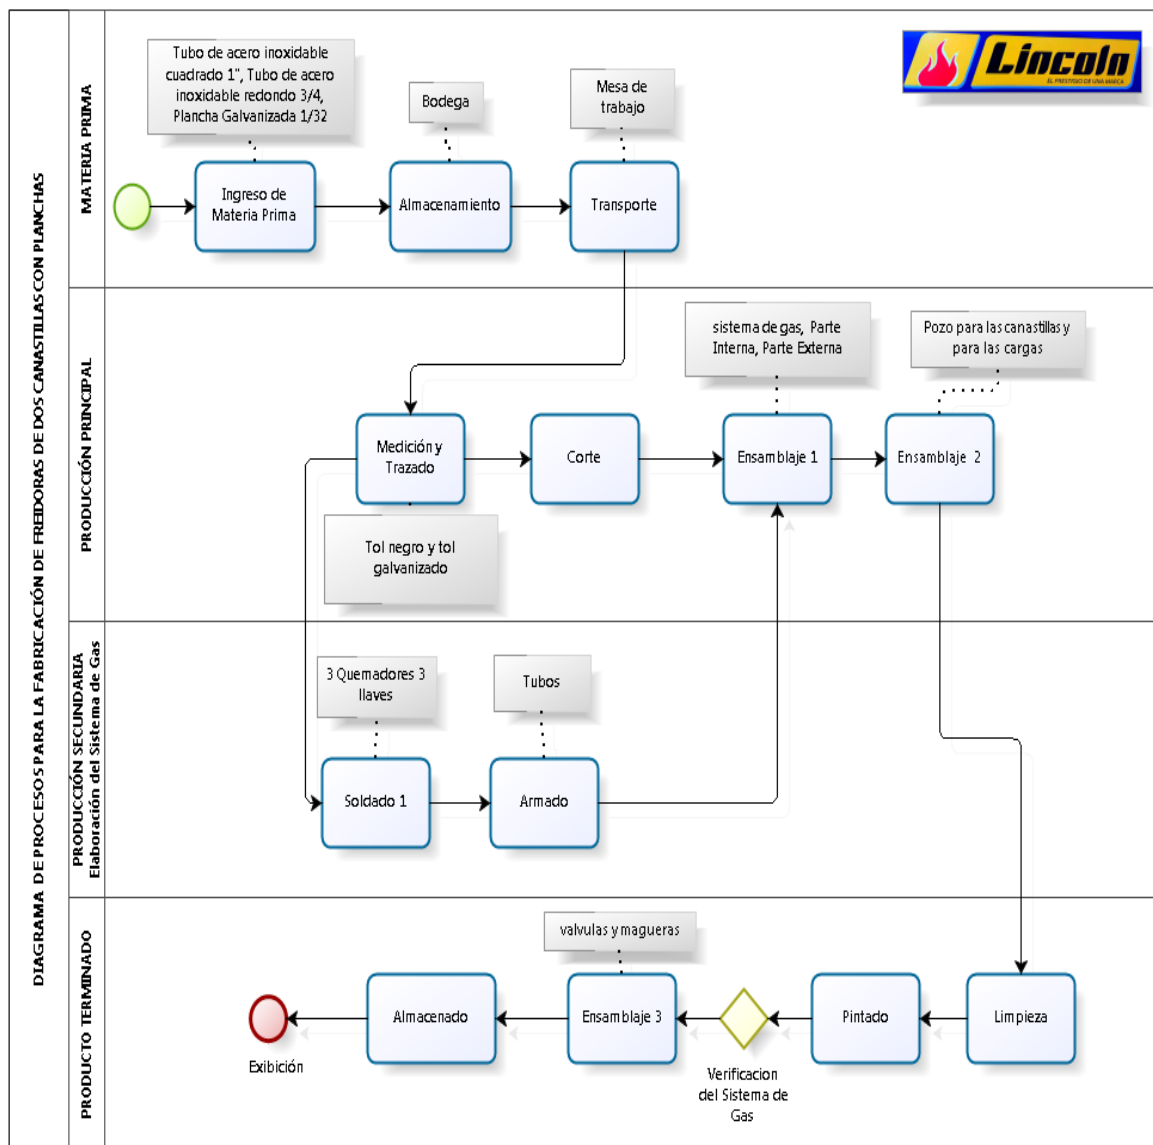 DIAGRAMA DE PROCESOS PARA LA FABRICACIÓN DE FREIDORAS DE DOS CANASTILLAS CON PLANCHAS
MATERIA PRIMA
Tubo de acero inoxidable
cuadrado 1", Tubo de acero
inoxidable redondo 3/4,
Plancha Galvanizada 1/32
Bodega
Mesa de
trabajo
Lincoln
EL PRESTIGIO DE UNA MARCA
Ingreso de
Materia Prima
Almacenamiento
Transporte
PRODUCCIÓN PRINCIPAL
sistema de gas, Parte
Interna, Parte Externa
Pozo para las canastillas y
para las cargas
Medición y
Trazado
Corte
Ensamblaje 1
Ensamblaje 2
Tol negro y tol
galvanizado
PRODUCCIÓN SECUNDARIA
Elaboración del Sistema de Gas
3 Quemadores 3
llaves
Tubos
Soldado 1
Armado
PRODUCTO TERMINADO
valvulas y magueras
Exibición
Almacenado
Ensamblaje 3
Verificacion
del Sistema de
Gas
Pintado
Limpieza